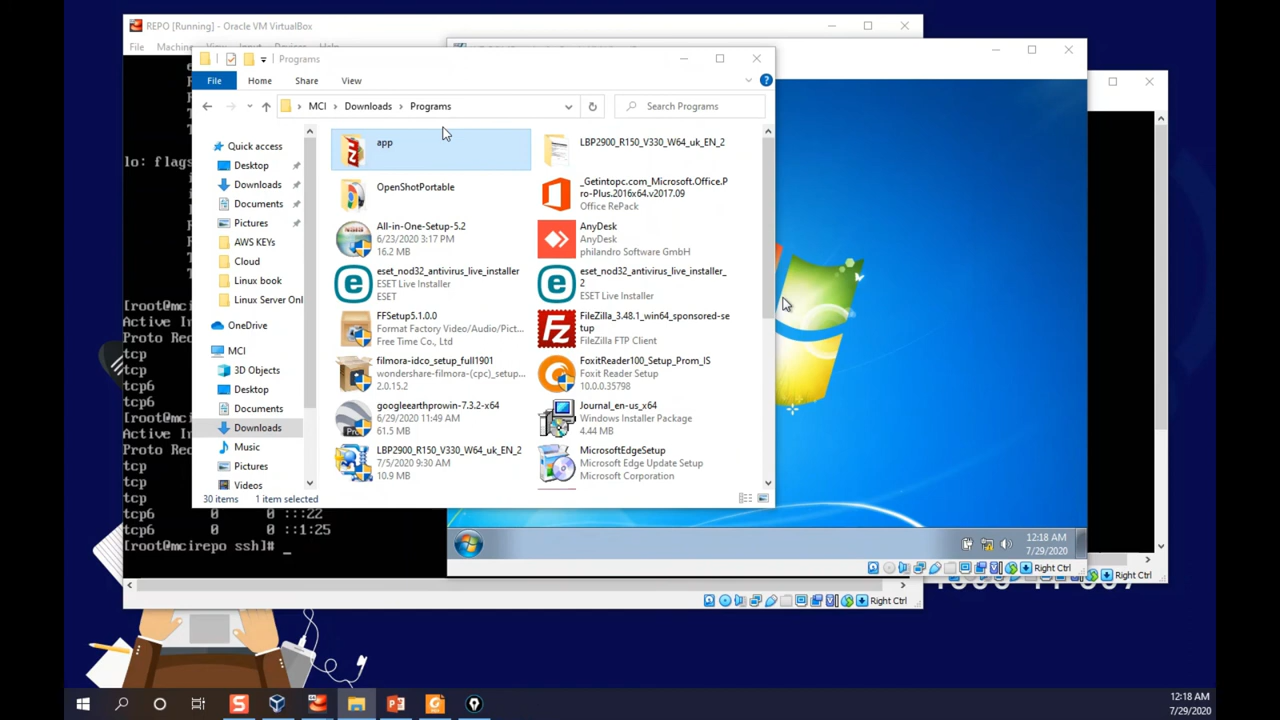 REPO [Running] - Oracle VM VirtualBox
File Machine View Input Devices Help
lo: flags
[root@mci
Active In
Proto Rec
tcp
tcp
tcp6
tcp6
[root@mci
Active In
Proto Rec
tcp
tcp
tcp
tcp6 0 0 :::22
tcp6 0 0 ::1:25
[root@mcirepo ssh]# _
Right Ctrl
Programs
File Home Share View
MCI > Downloads > Programs
Search Programs
Quick access
Desktop
Downloads
Documents
Pictures
AWS KEYs
Cloud
Linux book
Linux Server Onl
OneDrive
MCI
3D Objects
Desktop
Documents
Downloads
Music
Pictures
Videos
app
LBP2900_R150_V330_W64_uk_EN_2
OpenShotPortable
_Getintopc.com_Microsoft.Office.P
ro-Plus.2016x64.v2017.09
Office RePack
All-in-One-Setup-5.2
6/23/2020 3:17 PM
16.2 MB
AnyDesk
AnyDesk
philandro Software GmbH
eset_nod32_antivirus_live_installer
ESET Live Installer
ESET
eset_nod32_antivirus_live_installer_
2
ESET Live Installer
FFSetup5.1.0.0
Format Factory Video/Audio/Pict...
Free Time Co., Ltd
FileZilla_3.48.1_win64_sponsored-se
tup
FileZilla FTP Client
filmora-idco_setup_full1901
wondershare-filmora-(cpc)_setup...
2.0.15.2
FoxitReader100_Setup_Prom_IS
Foxit Reader Setup
10.0.0.35798
googleearthprowin-7.3.2-x64
6/29/2020 11:49 AM
61.5 MB
Journal_en-us_x64
Windows Installer Package
4.44 MB
LBP2900_R150_V330_W64_uk_EN_2
7/5/2020 9:30 AM
10.9 MB
MicrosoftEdgeSetup
Microsoft Edge Update Setup
Microsoft Corporation
30 items 1 item selected
12:18 AM
7/29/2020
Right Ctrl
Right Ctrl
12:18 AM
7/29/2020